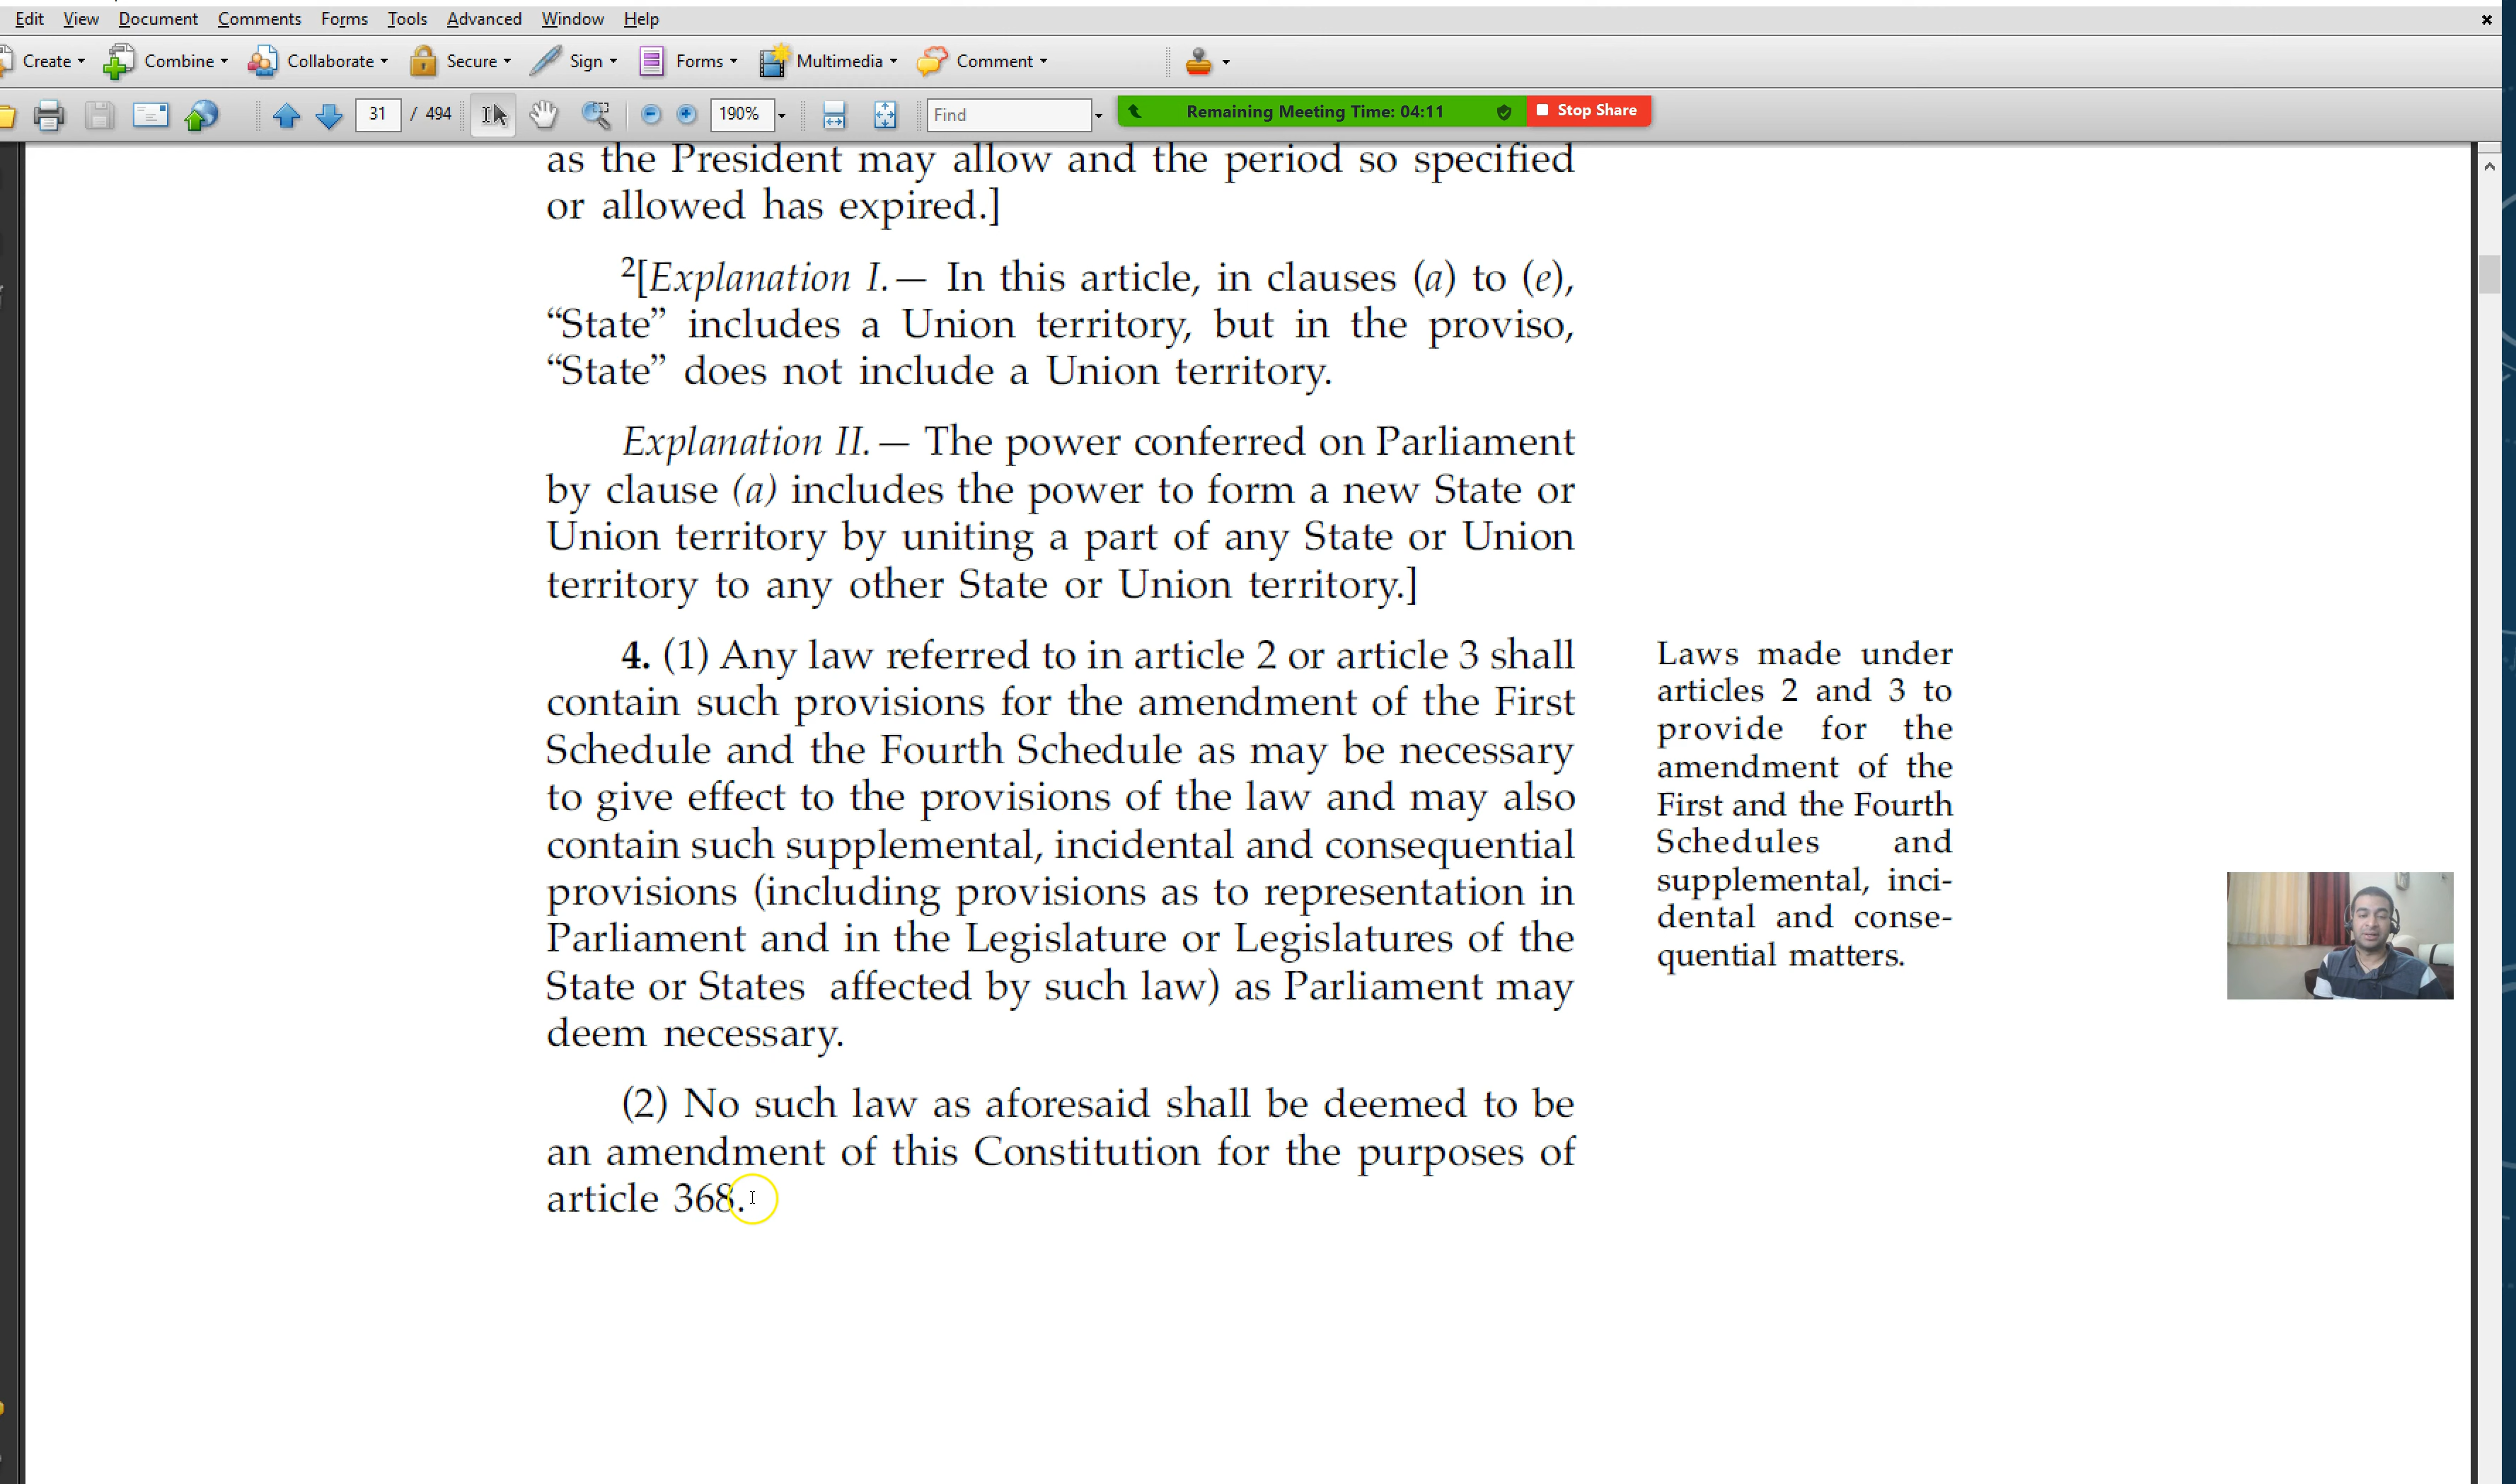 Edit View Document Comments Forms Tools Advanced Window Help
Create Combine Collaborate Secure Sign Forms Multimedia Comment
31 / 494 190% Find Remaining Meeting Time: 04:11 Stop Share
as the President may allow and the period so specified
or allowed has expired.]
²[Explanation I.— In this article, in clauses (a) to (e),
“State” includes a Union territory, but in the proviso,
“State” does not include a Union territory.
Explanation II.— The power conferred on Parliament
by clause (a) includes the power to form a new State or
Union territory by uniting a part of any State or Union
territory to any other State or Union territory.]
4. (1) Any law referred to in article 2 or article 3 shall
contain such provisions for the amendment of the First
Schedule and the Fourth Schedule as may be necessary
to give effect to the provisions of the law and may also
contain such supplemental, incidental and consequential
provisions (including provisions as to representation in
Parliament and in the Legislature or Legislatures of the
State or States affected by such law) as Parliament may
deem necessary.
(2) No such law as aforesaid shall be deemed to be
an amendment of this Constitution for the purposes of
article 368.
Laws made under
articles 2 and 3 to
provide for the
amendment of the
First and the Fourth
Schedules and
supplemental, inci-
dental and conse-
quential matters.